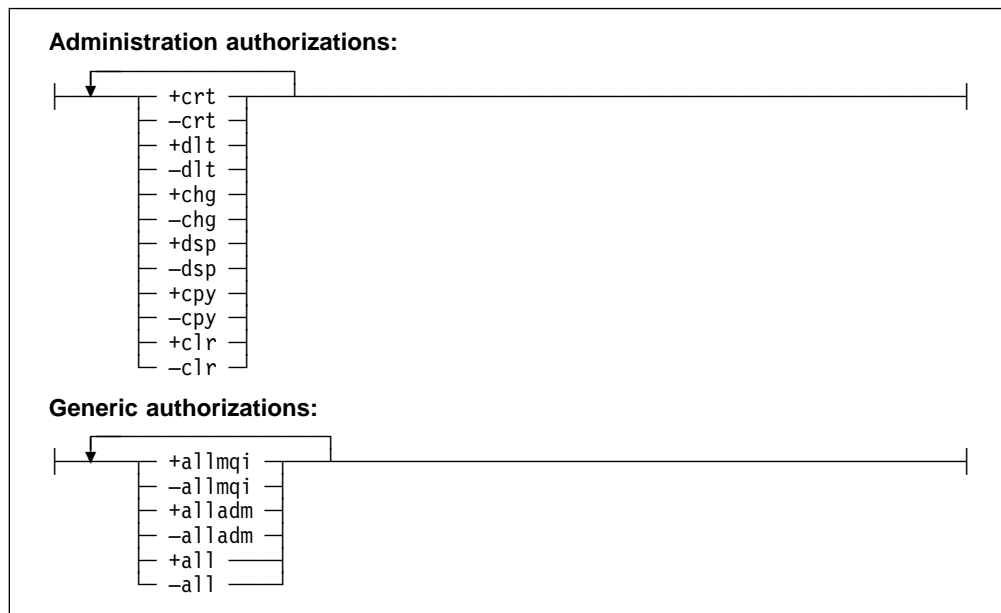 Administration authorizations:
+crt
–crt
+dlt
–dlt
+chg
–chg
+dsp
–dsp
+cpy
–cpy
+clr
–clr
Generic authorizations:
+allmqi
–allmqi
+alladm
–alladm
+all
–all